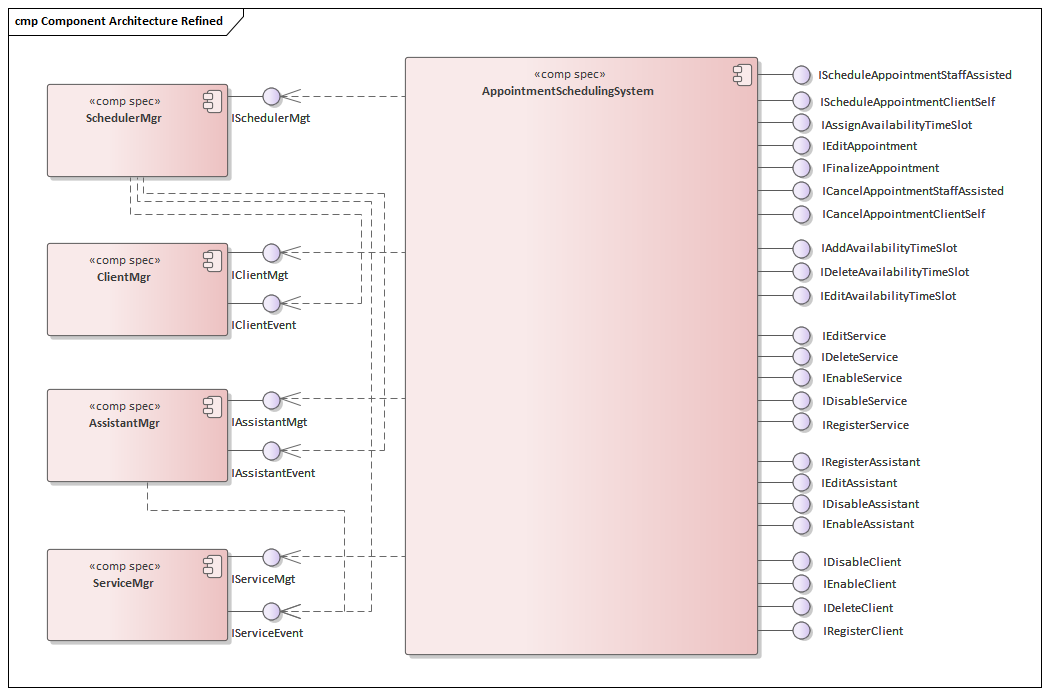 cmp Component Architecture Refined
«comp spec»
SchedulerMgr
ISchedulerMgt
«comp spec»
ClientMgr
IClientMgt
IClientEvent
«comp spec»
AssistantMgr
IAssistantMgt
IAssistantEvent
«comp spec»
ServiceMgr
IServiceMgt
IServiceEvent
«comp spec»
AppointmentSchedulingSystem
IScheduleAppointmentStaffAssisted
IScheduleAppointmentClientSelf
IAssignAvailabilityTimeSlot
IEditAppointment
IFinalizeAppointment
ICancelAppointmentStaffAssisted
ICancelAppointmentClientSelf
IAddAvailabilityTimeSlot
IDeleteAvailabilityTimeSlot
IEditAvailabilityTimeSlot
IEditService
IDeleteService
IEnableService
IDisableService
IRegisterService
IRegisterAssistant
IEditAssistant
IDisableAssistant
IEnableAssistant
IDisableClient
IEnableClient
IDeleteClient
IRegisterClient